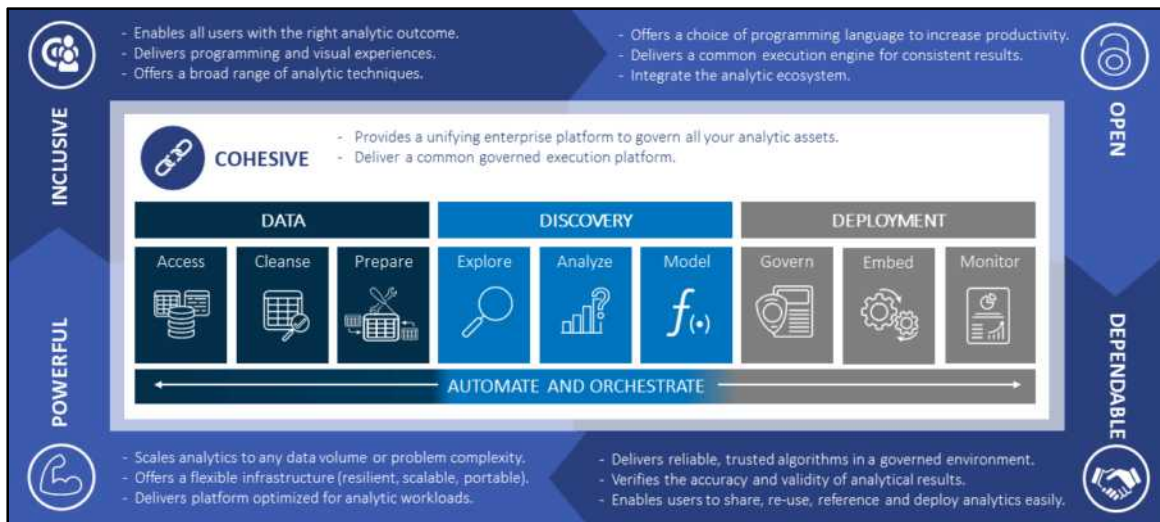 INCLUSIVE
- Enables all users with the right analytic outcome.
- Delivers programming and visual experiences.
- Offers a broad range of analytic techniques.
OPEN
- Offers a choice of programming language to increase productivity.
- Delivers a common execution engine for consistent results.
- Integrate the analytic ecosystem.
COHESIVE
- Provides a unifying enterprise platform to govern all your analytic assets.
- Deliver a common governed execution platform.
DATA
DISCOVERY
DEPLOYMENT
Access
Cleanse
Prepare
Explore
Analyze
Model
Govern
Embed
Monitor
?
f(•)
AUTOMATE AND ORCHESTRATE
POWERFUL
- Scales analytics to any data volume or problem complexity.
- Offers a flexible infrastructure (resilient, scalable, portable).
- Delivers platform optimized for analytic workloads.
DEPENDABLE
- Delivers reliable, trusted algorithms in a governed environment.
- Verifies the accuracy and validity of analytical results.
- Enables users to share, re-use, reference and deploy analytics easily.